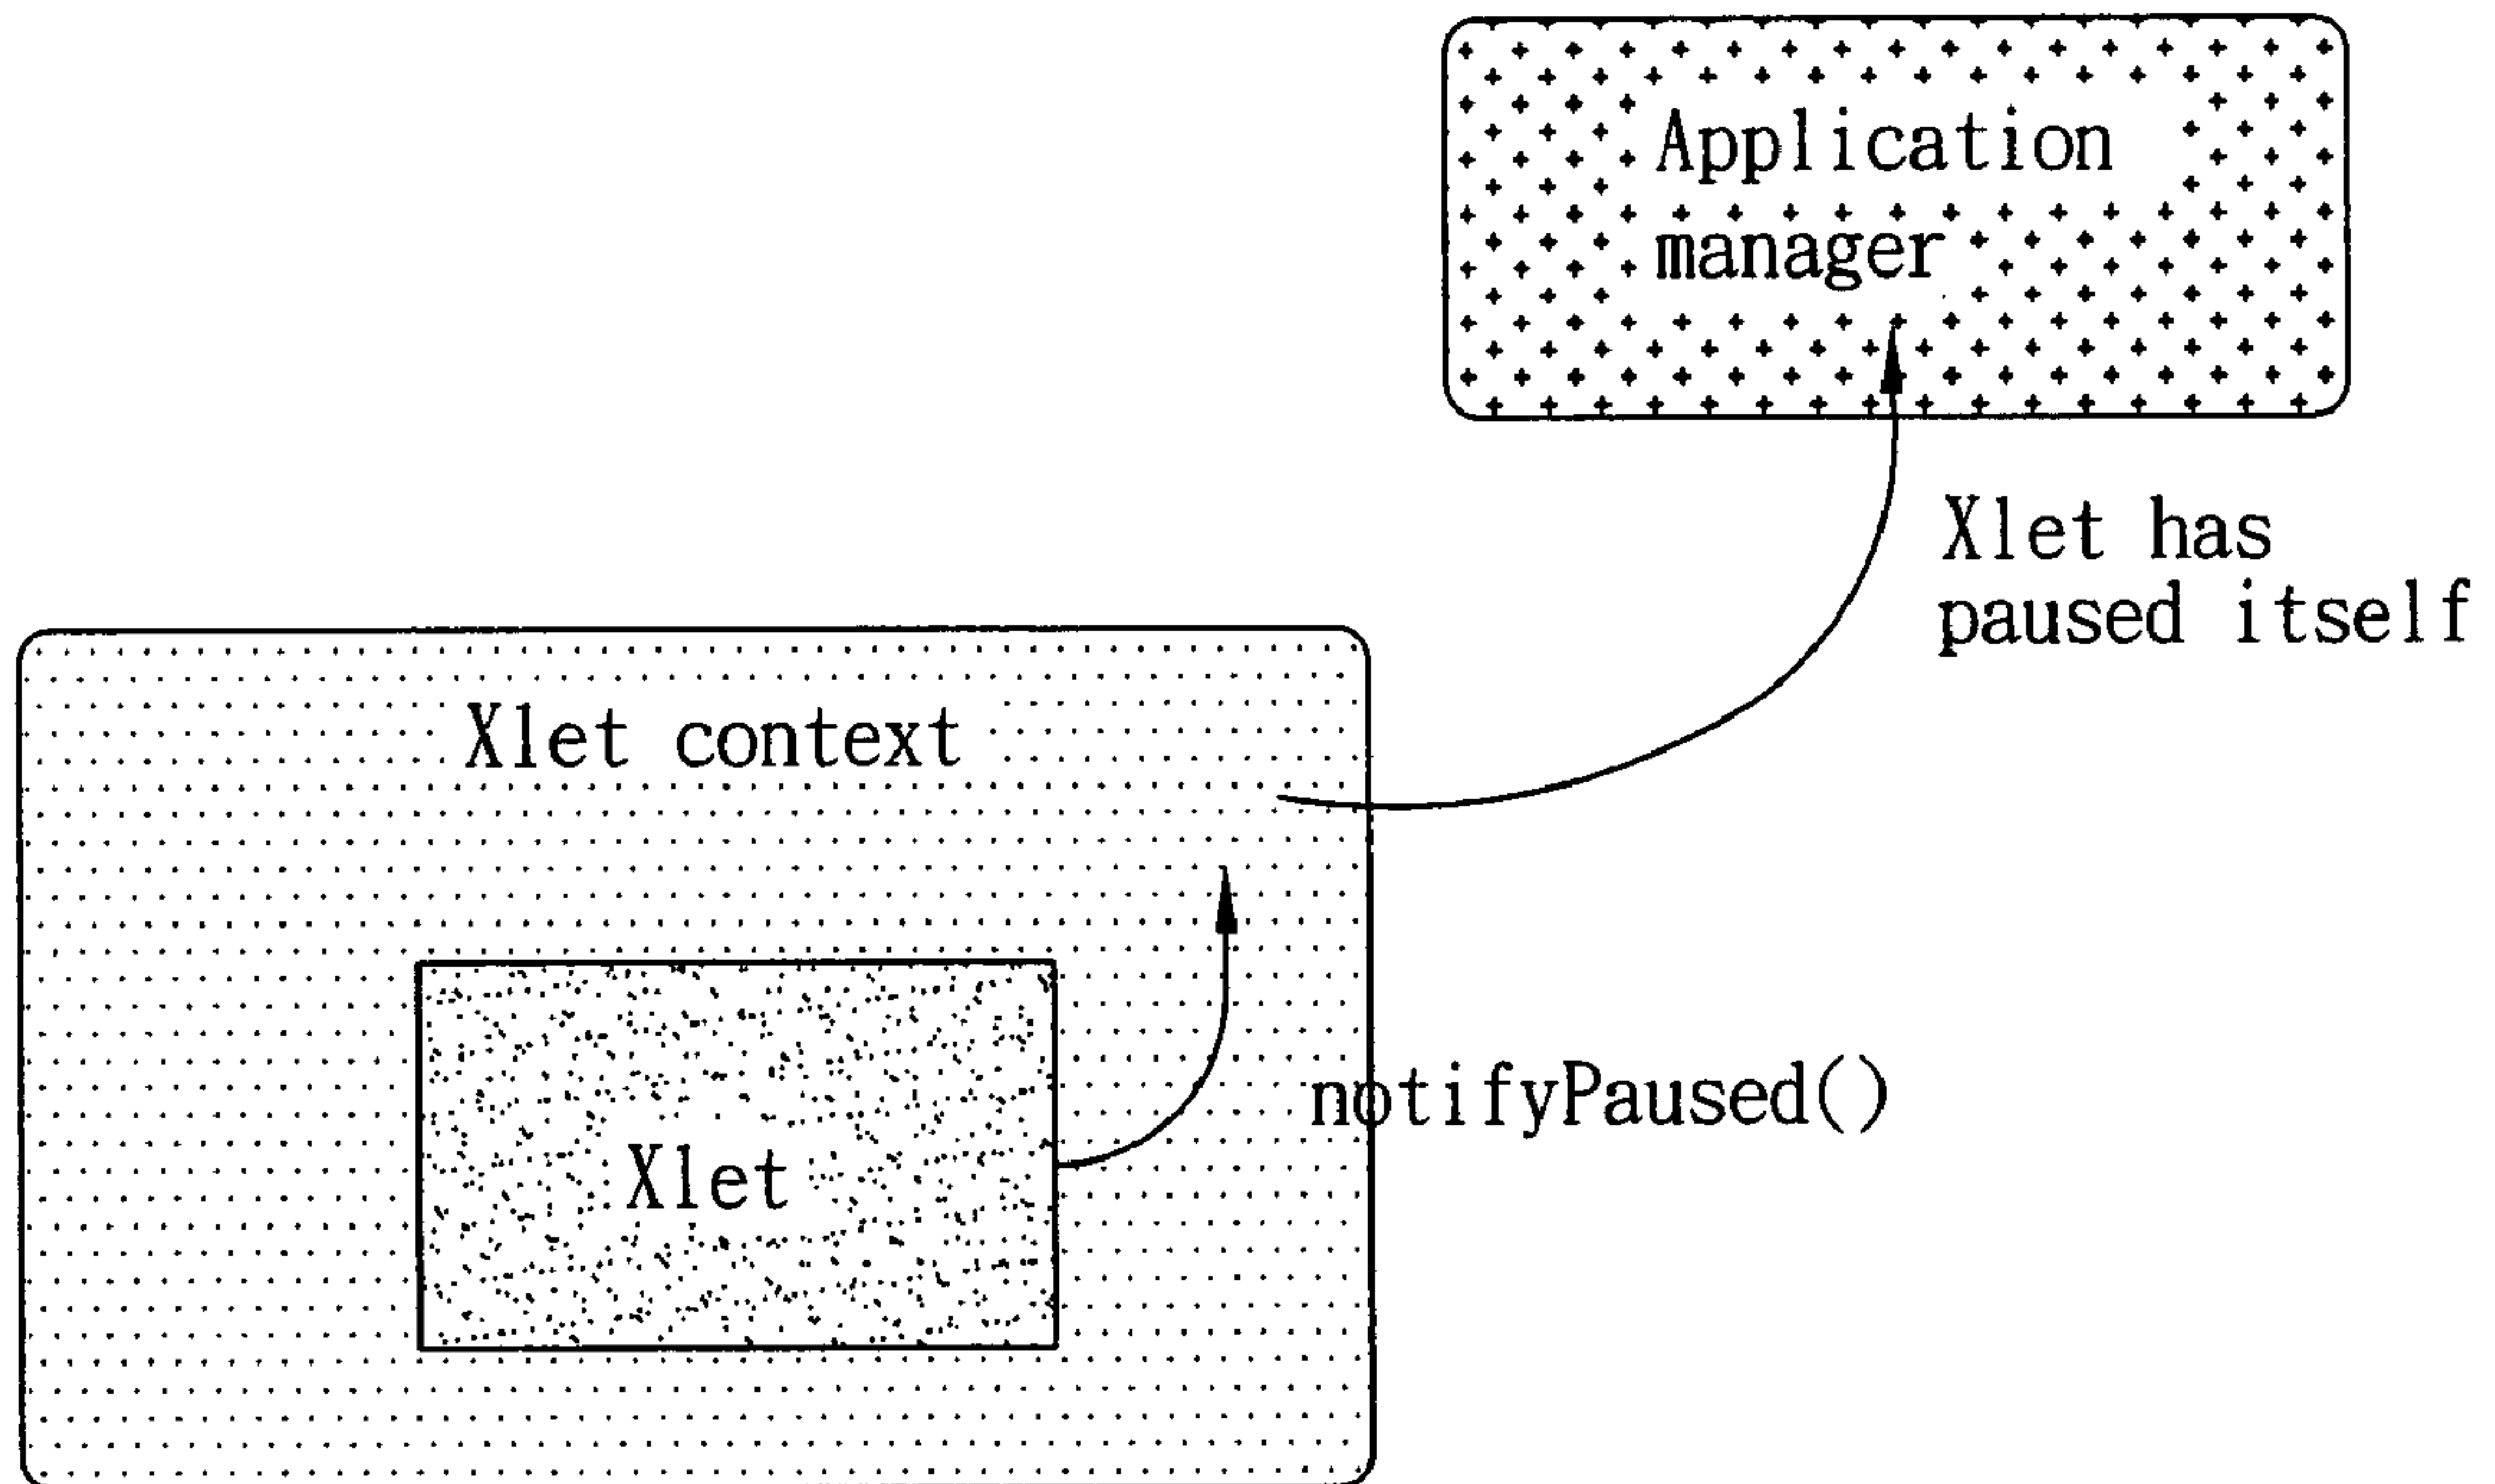 Application
manager
Xlet has
paused itself
Xlet context
notifyPaused()
Xlet